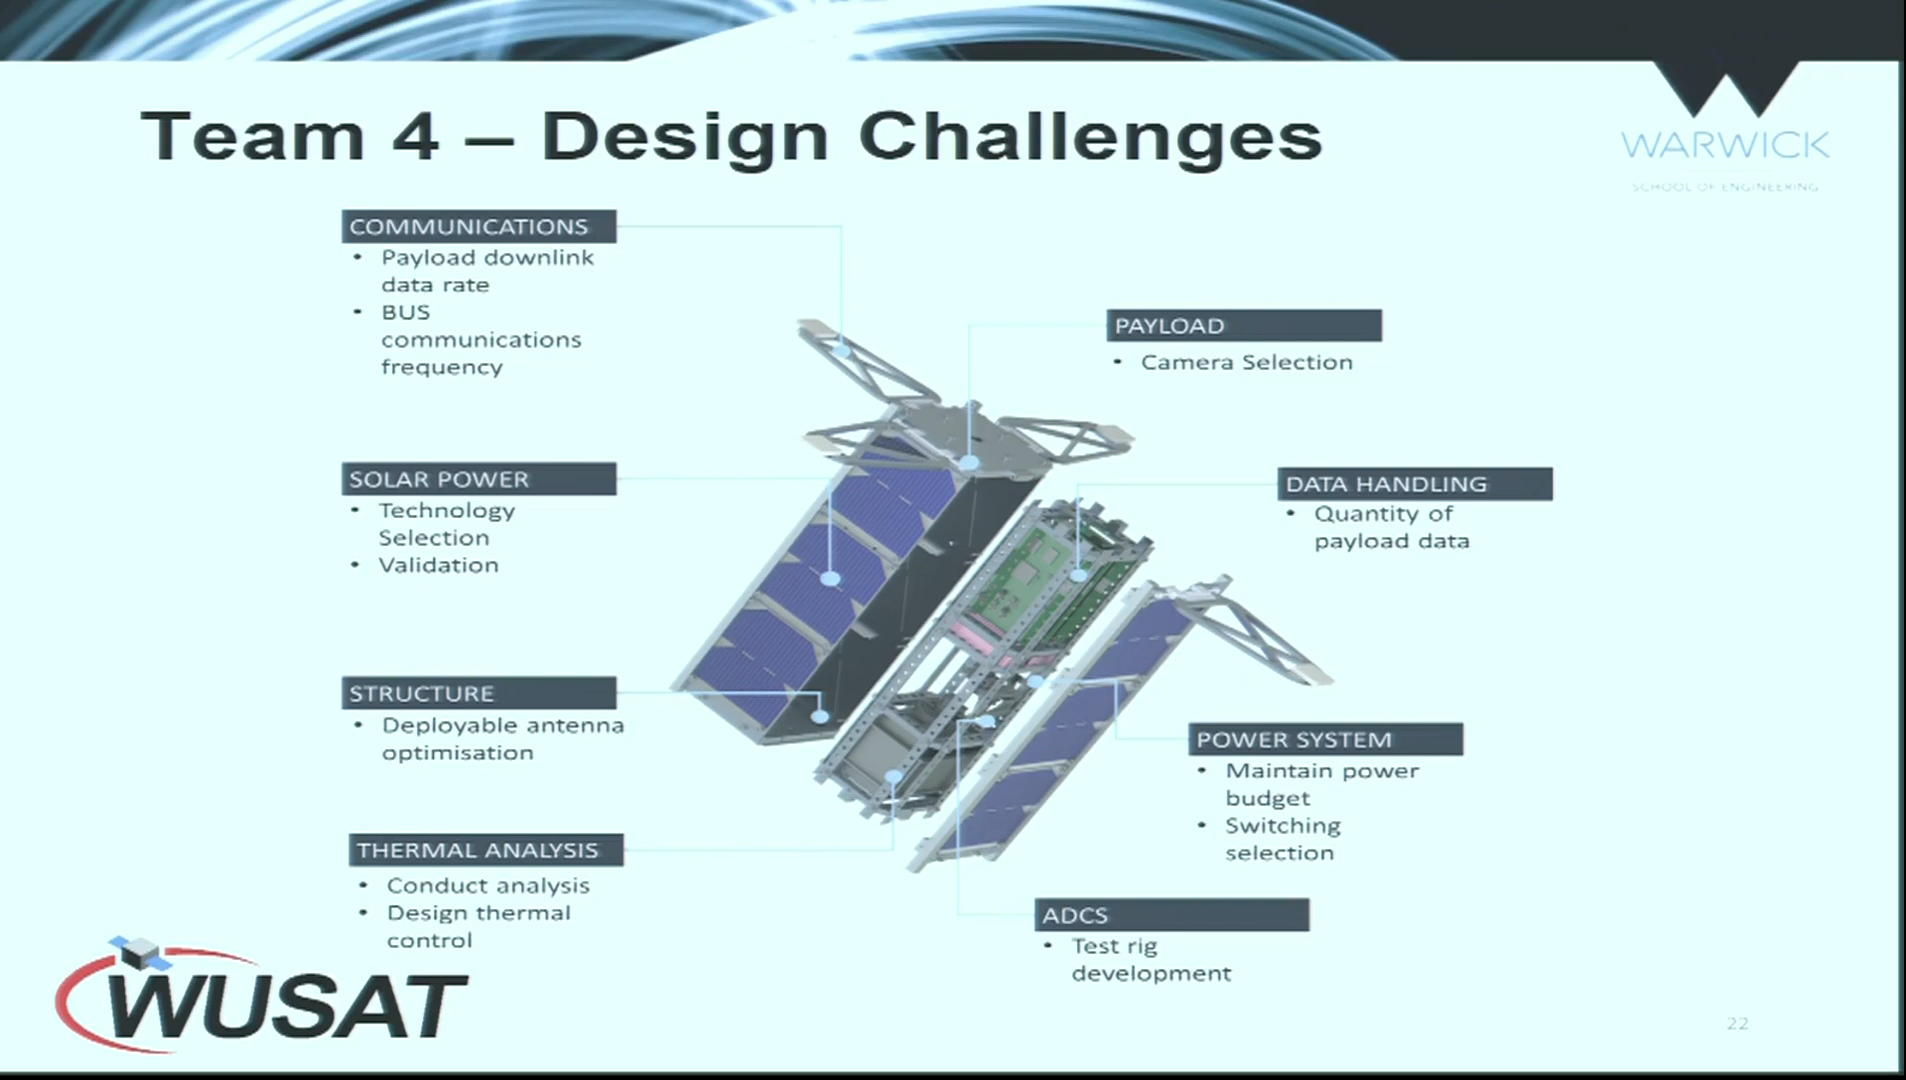 Team 4 – Design Challenges
WARWICK
SCHOOL OF ENGINEERING
COMMUNICATIONS
• Payload downlink
data rate
• BUS
communications
frequency
PAYLOAD
• Camera Selection
SOLAR POWER
• Technology
Selection
• Validation
DATA HANDLING
• Quantity of
payload data
STRUCTURE
• Deployable antenna
optimisation
POWER SYSTEM
• Maintain power
budget
• Switching
selection
THERMAL ANALYSIS
• Conduct analysis
• Design thermal
control
ADCS
• Test rig
development
WUSAT
22